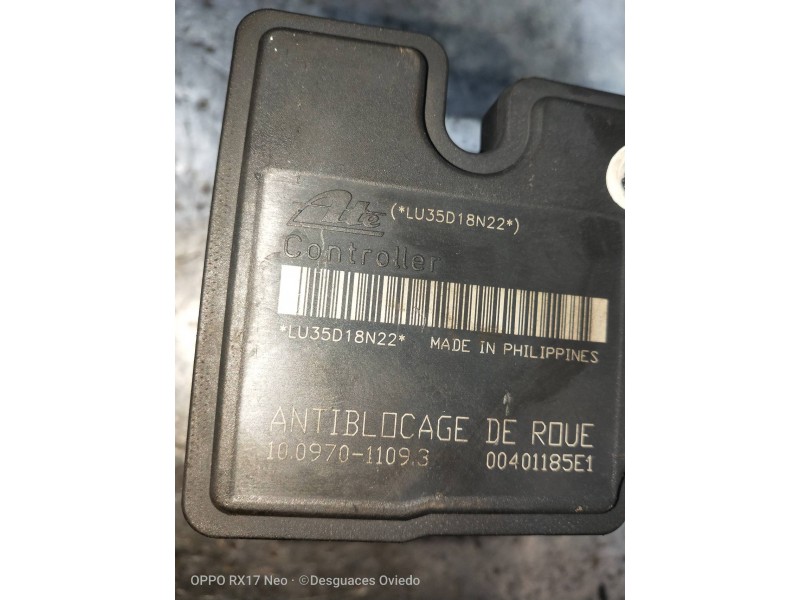 Ate (*LU35D18N22*)
Controller
*LU35D18N22* MADE IN PHILIPPINES
ANTIBLOCAGE DE ROUE
10.0970-1109.3 00401185E1
OPPO RX17 Neo · ©Desguaces Oviedo